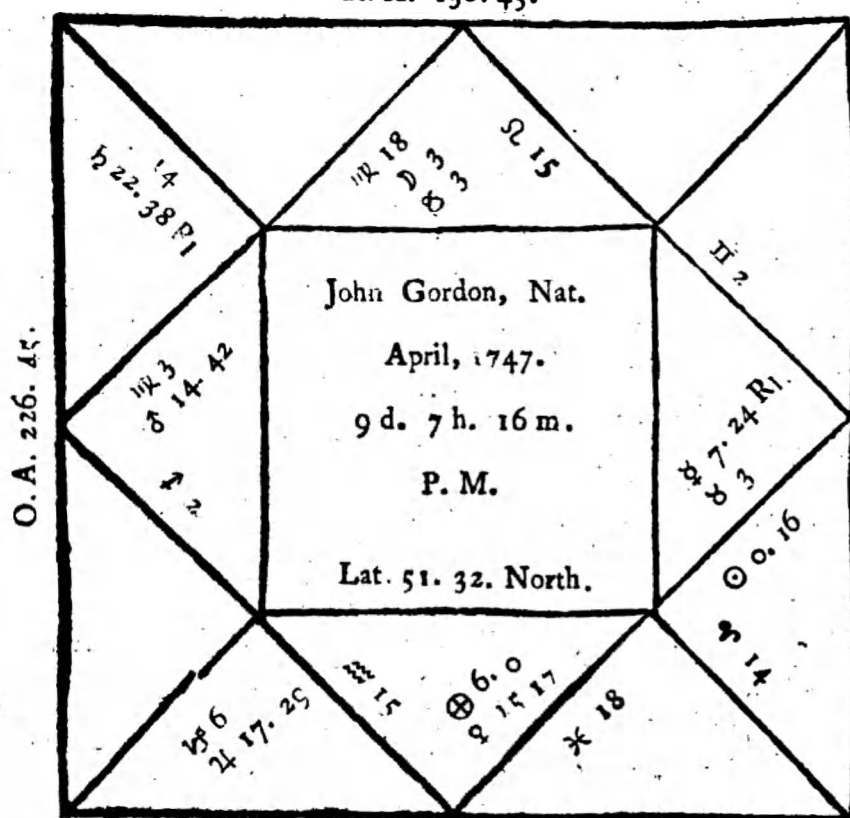 ♍ 18
☽ 3
☋ 3
♌ 15
14
♄ 22. 38 R
♊ 2
John Gordon, Nat.
April, 1747.
9 d. 7 h. 16 m.
P. M.
Lat. 51. 32. North.
O. A. 226. 45.
3
♂ 14. 42
♐ 2
☿ 7. 24 R
♉ 3
☉ 0. 16
14
♑ 6
♃ 17. 25
♒ 15
⊕ 6. 0
♀ 15 17
♓ 18